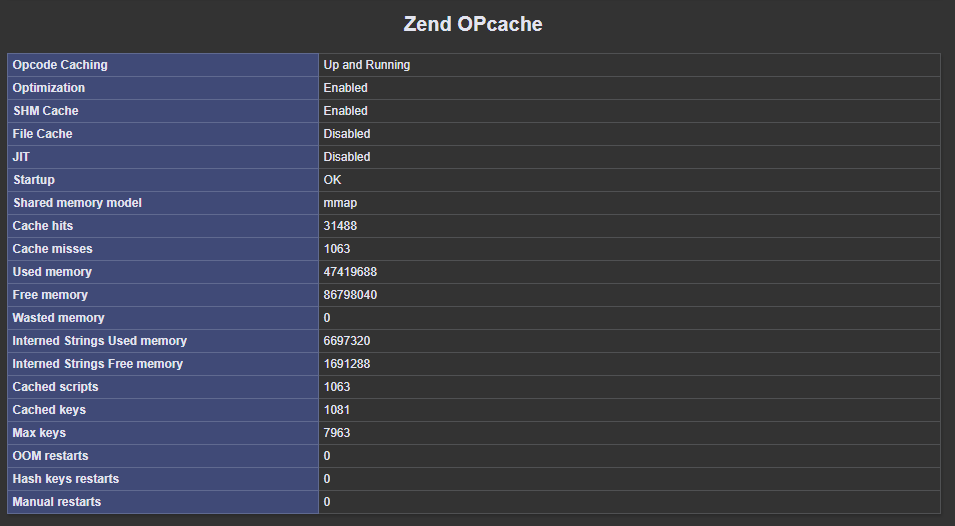 Zend OPcache
Opcode Caching Up and Running
Optimization Enabled
SHM Cache Enabled
File Cache Disabled
JIT Disabled
Startup OK
Shared memory model mmap
Cache hits 31488
Cache misses 1063
Used memory 47419688
Free memory 86798040
Wasted memory 0
Interned Strings Used memory 6697320
Interned Strings Free memory 1691288
Cached scripts 1063
Cached keys 1081
Max keys 7963
OOM restarts 0
Hash keys restarts 0
Manual restarts 0